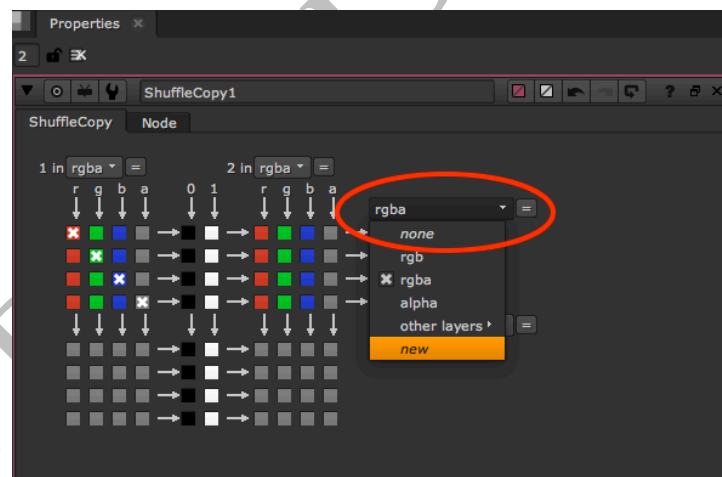 Properties ×
2
ShuffleCopy1 ? ×
ShuffleCopy Node
1 in rgba = 2 in rgba =
r g b a 0 1 r g b a
rgba =
none
rgb
rgba
alpha
other layers
=
new